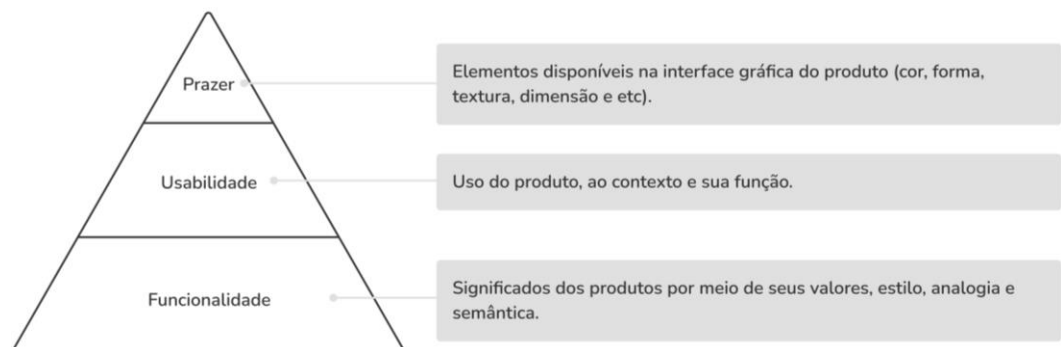 Prazer
Elementos disponíveis na interface gráfica do produto (cor, forma,
textura, dimensão e etc).
Usabilidade
Uso do produto, ao contexto e sua função.
Funcionalidade
Significados dos produtos por meio de seus valores, estilo, analogia e
semântica.